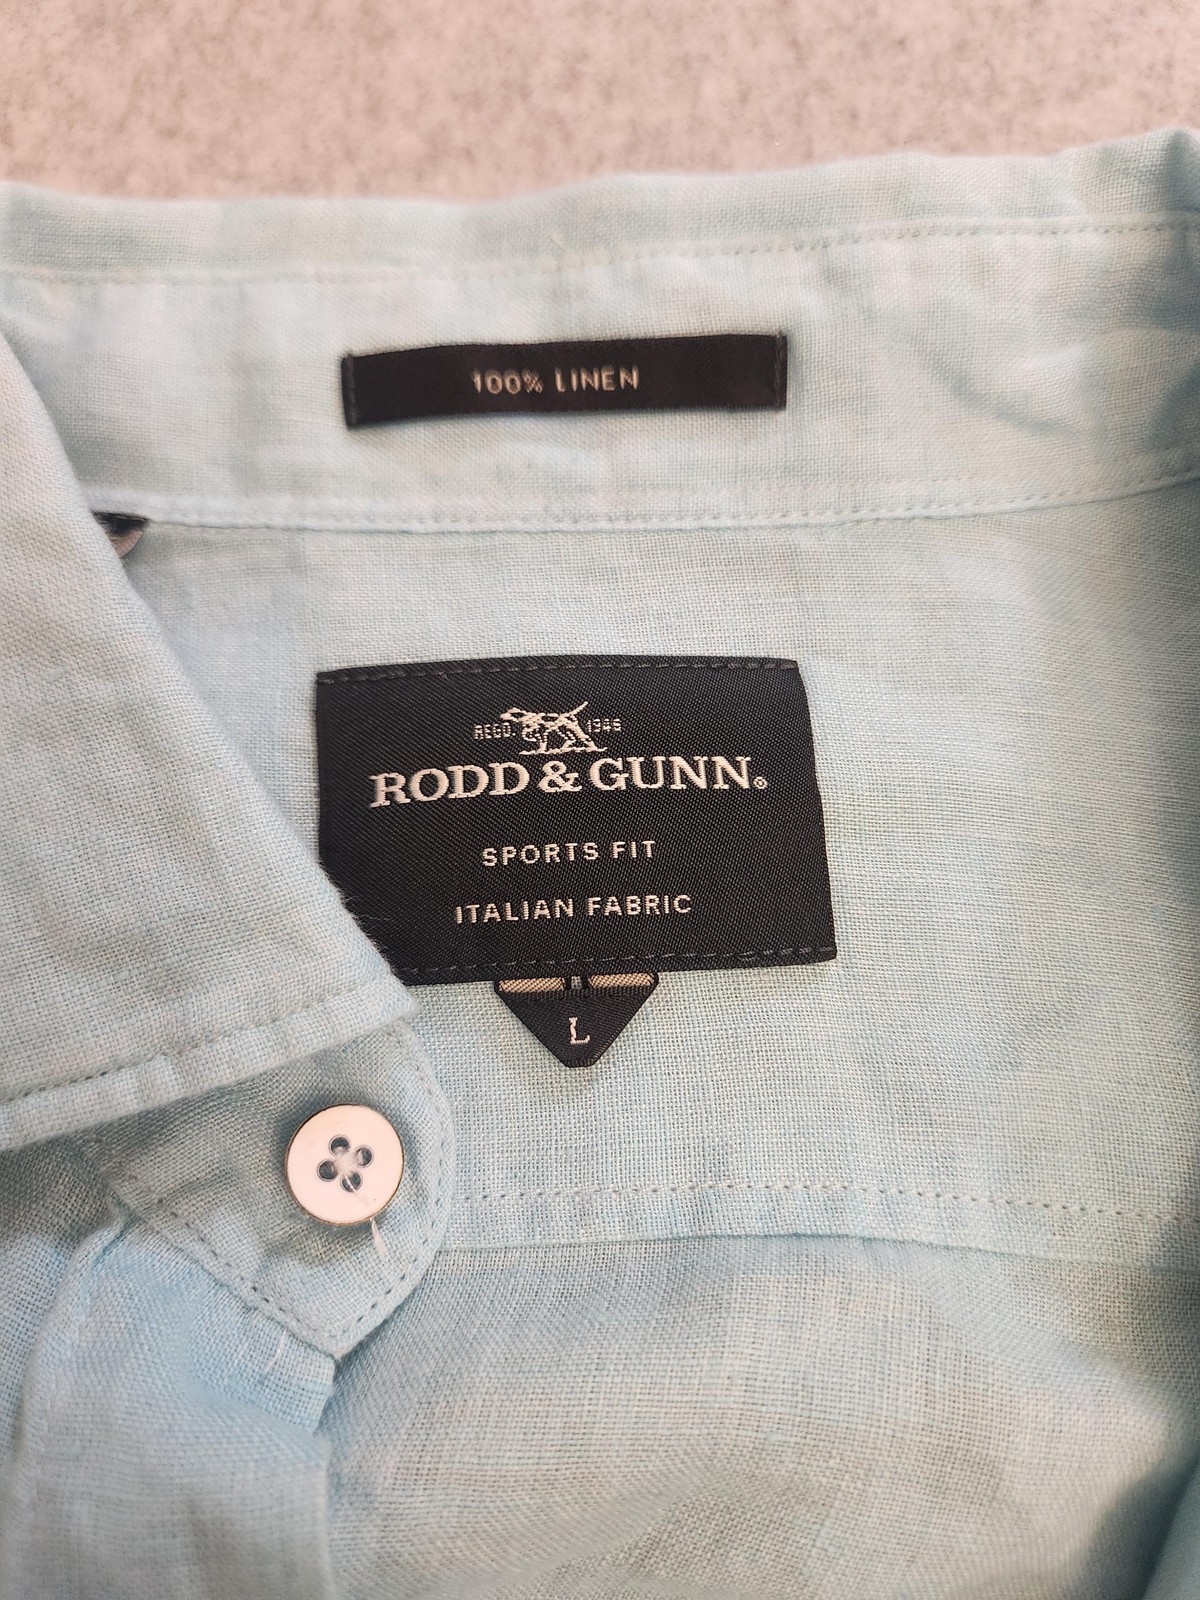 100% LINEN
REGD. 1946
RODD & GUNN®
SPORTS FIT
ITALIAN FABRIC
L